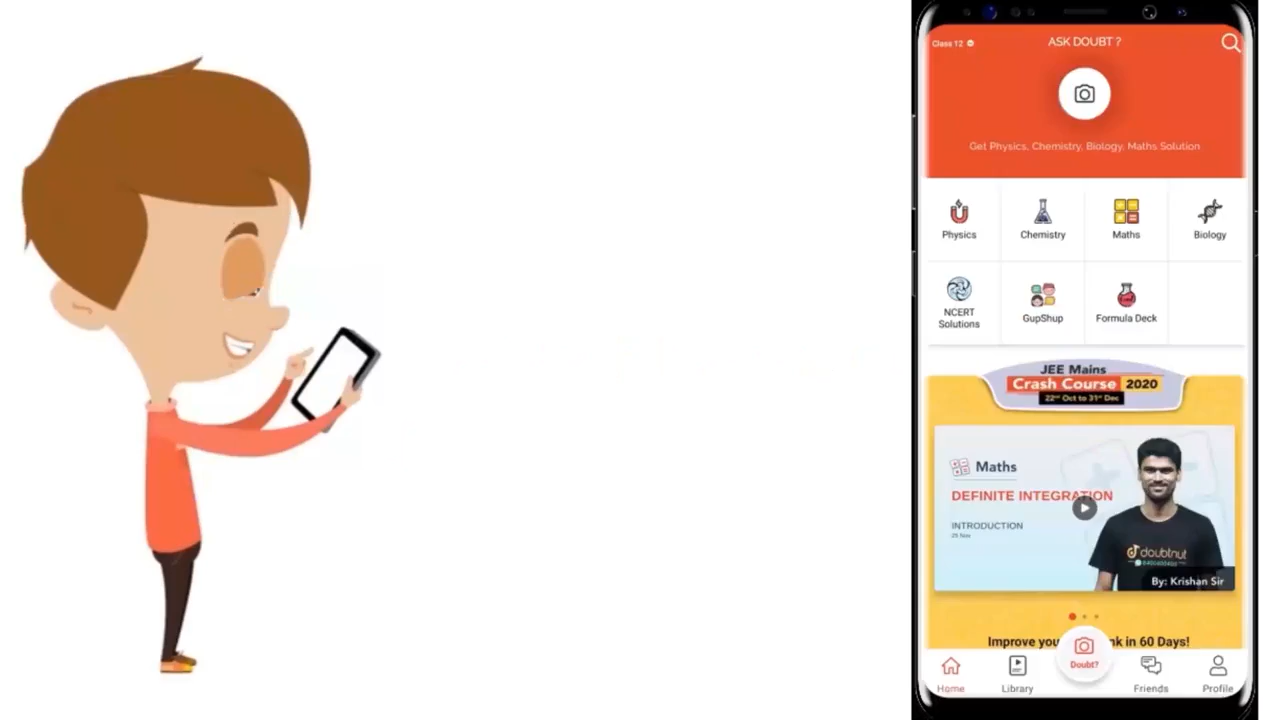 Class 12
ASK DOUBT ?
Get Physics, Chemistry, Biology, Maths Solution
Physics
Chemistry
Maths
Biology
NCERT
Solutions
GupShup
Formula Deck
JEE Mains
Crash Course 2020
22nd Oct to 31st Dec
Maths
DEFINITE INTEGRATION
INTRODUCTION
doubtnut
By: Krishan Sir
Improve you nk in 60 Days!
Doubt?
Home
Library
Friends
Profile